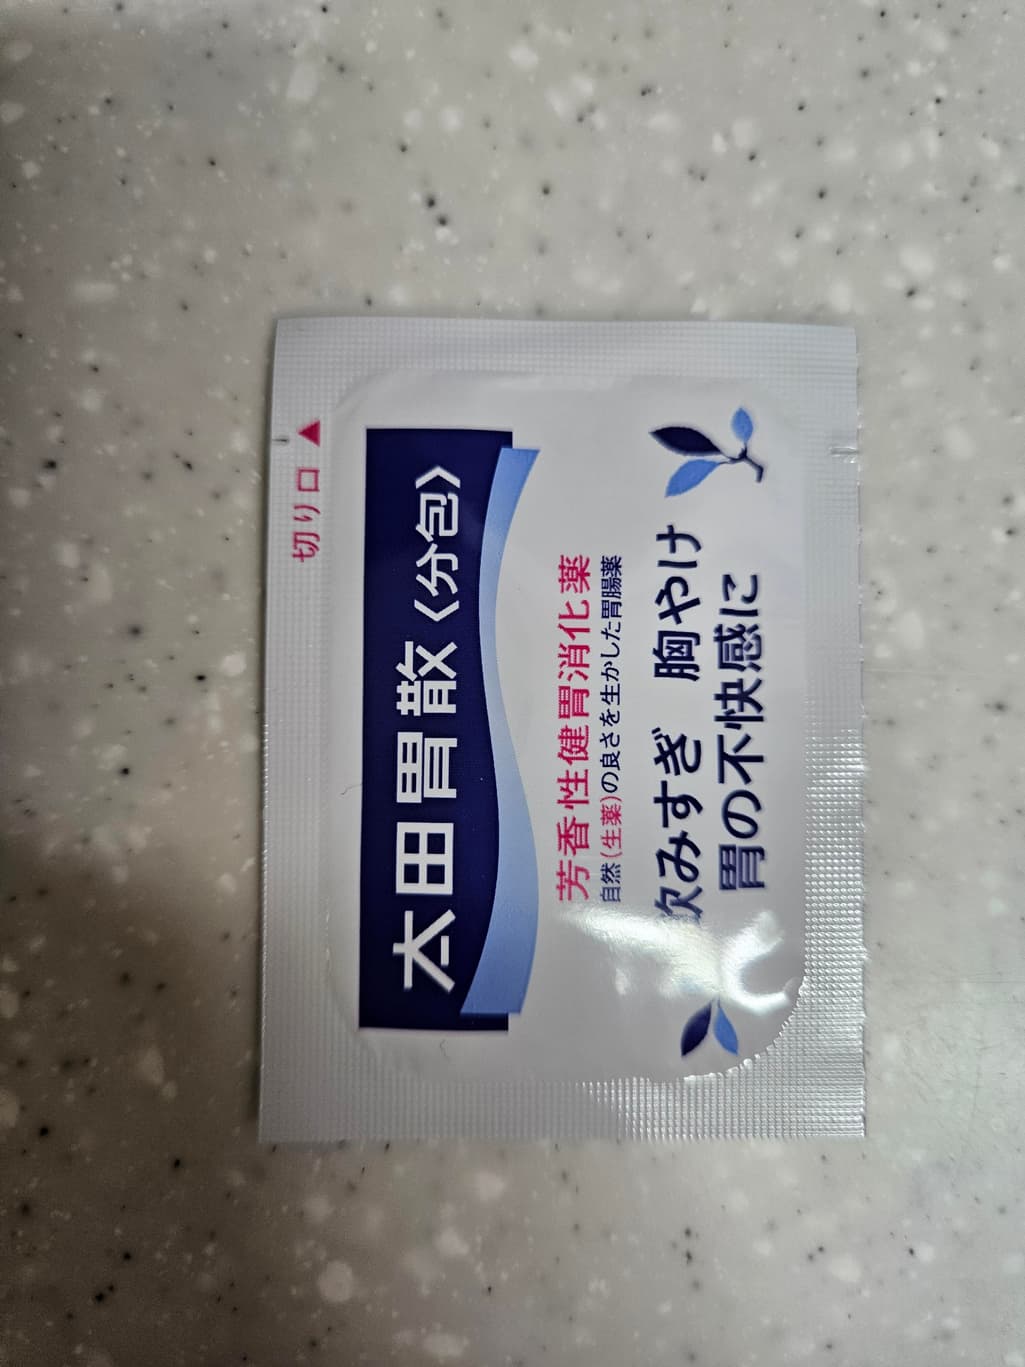 切り口
太田胃散〈分包〉
芳香性健胃消化薬
自然(生薬)の良さを生かした胃腸薬
飲みすぎ 胸やけ
胃の不快感に